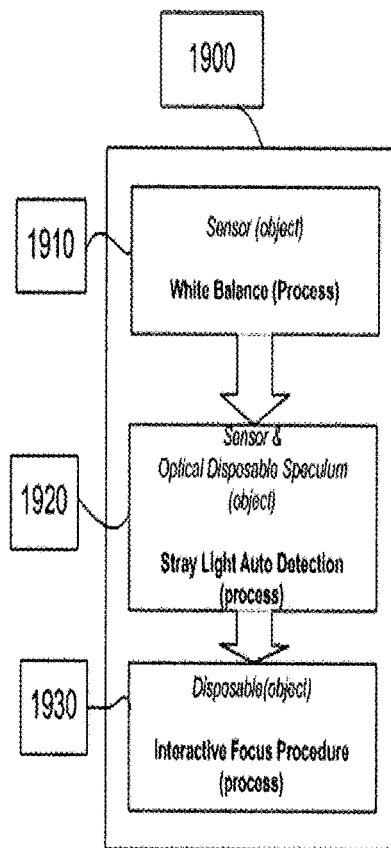 1900
1910
Sensor (object)
White Balance (Process)
1920
Sensor &
Optical Disposable Speculum
(object)
Stray Light Auto Detection
(process)
1930
Disposable(object)
Interactive Focus Procedure
(process)